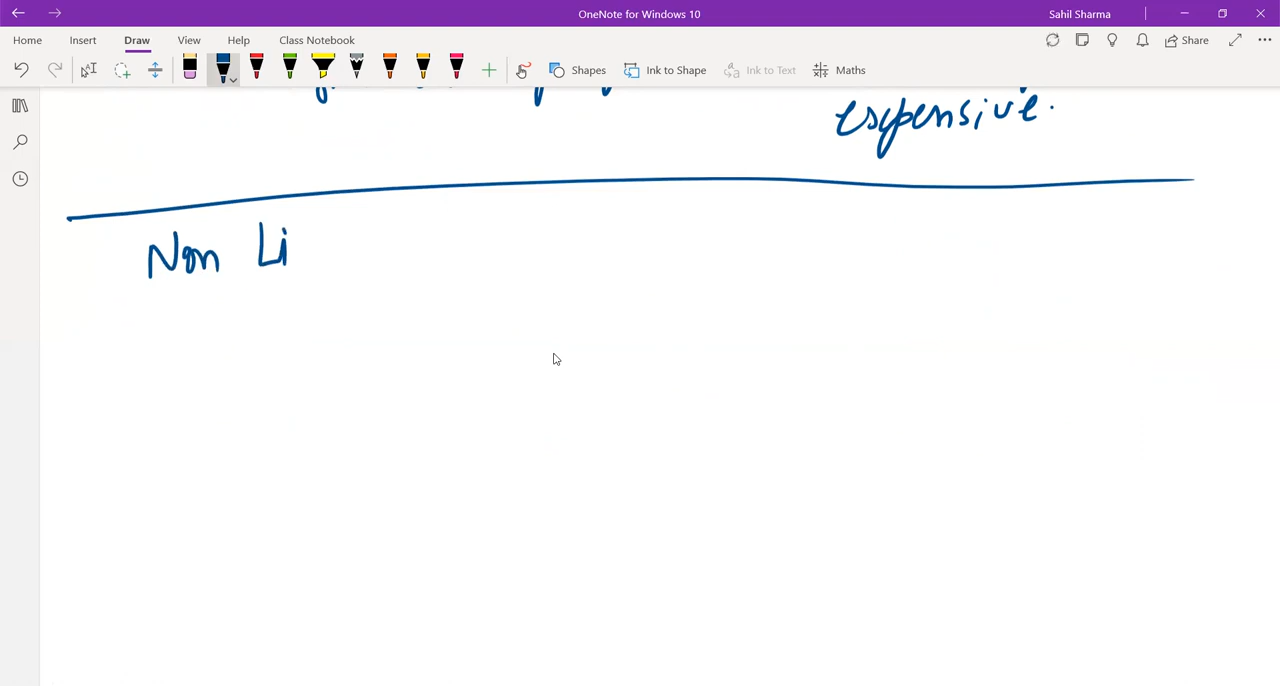 OneNote for Windows 10
Sahil Sharma
Home Insert Draw View Help Class Notebook
Share
Shapes Ink to Shape Ink to Text Maths
expensive.
Non Li